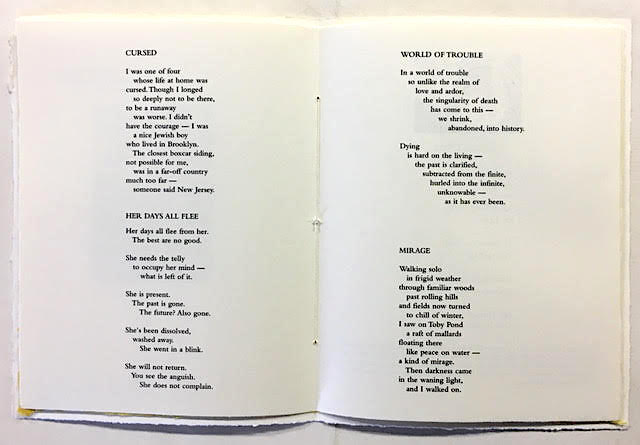 CURSED
I was one of four
whose life at home was
cursed. Though I longed
so deeply not to be there,
to be a runaway
was worse. I didn't
have the courage — I was
a nice Jewish boy
who lived in Brooklyn.
The closest boxcar siding,
not possible for me,
was in a far-off country
much too far —
someone said New Jersey.
HER DAYS ALL FLEE
Her days all flee from her.
The best are no good.
She needs the telly
to occupy her mind —
what is left of it.
She is present.
The past is gone.
The future? Also gone.
She's been dissolved,
washed away.
She went in a blink.
She will not return.
You see the anguish.
She does not complain.
WORLD OF TROUBLE
In a world of trouble
so unlike the realm of
love and ardor,
the singularity of death
has come to this —
we shrink,
abandoned, into history.
Dying
is hard on the living —
the past is clarified,
subtracted from the finite,
hurled into the infinite,
unknowable —
as it has ever been.
MIRAGE
Walking solo
in frigid weather
through familiar woods
past rolling hills
and fields now turned
to chill of winter,
I saw on Toby Pond
a raft of mallards
floating there
like peace on water —
a kind of mirage.
Then darkness came
in the waning light,
and I walked on.